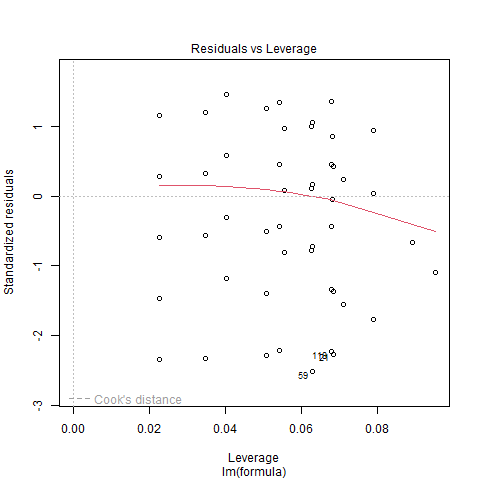 Residuals vs Leverage
Standardized residuals
1
0
-1
-2
-3
59
Cook's distance
0.00
0.02
0.04
0.06
0.08
Leverage
lm(formula)